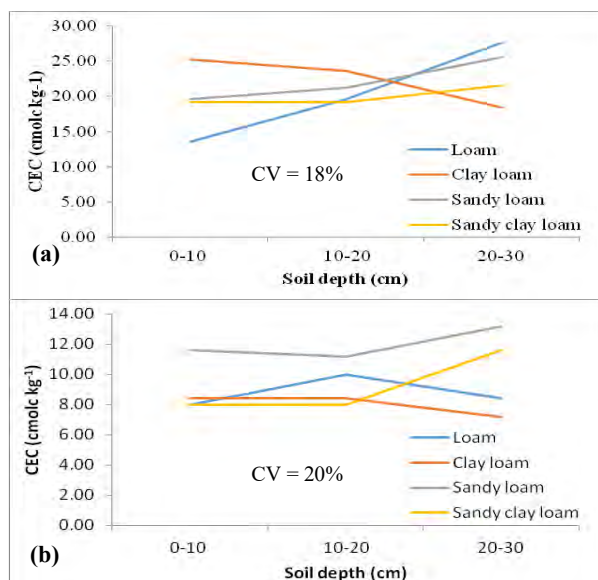 30.00
25.00
20.00
15.00
10.00
5.00
0.00
CEC (cmolc kg-1)
CV = 18%
Loam
Clay loam
Sandy loam
Sandy clay loam
(a)
0-10 10-20 20-30
Soil depth (cm)
14.00
12.00
10.00
8.00
6.00
4.00
2.00
0.00
CEC (cmolc kg⁻¹)
CV = 20%
Loam
Clay loam
Sandy loam
Sandy clay loam
(b)
0-10 10-20 20-30
Soil depth (cm)